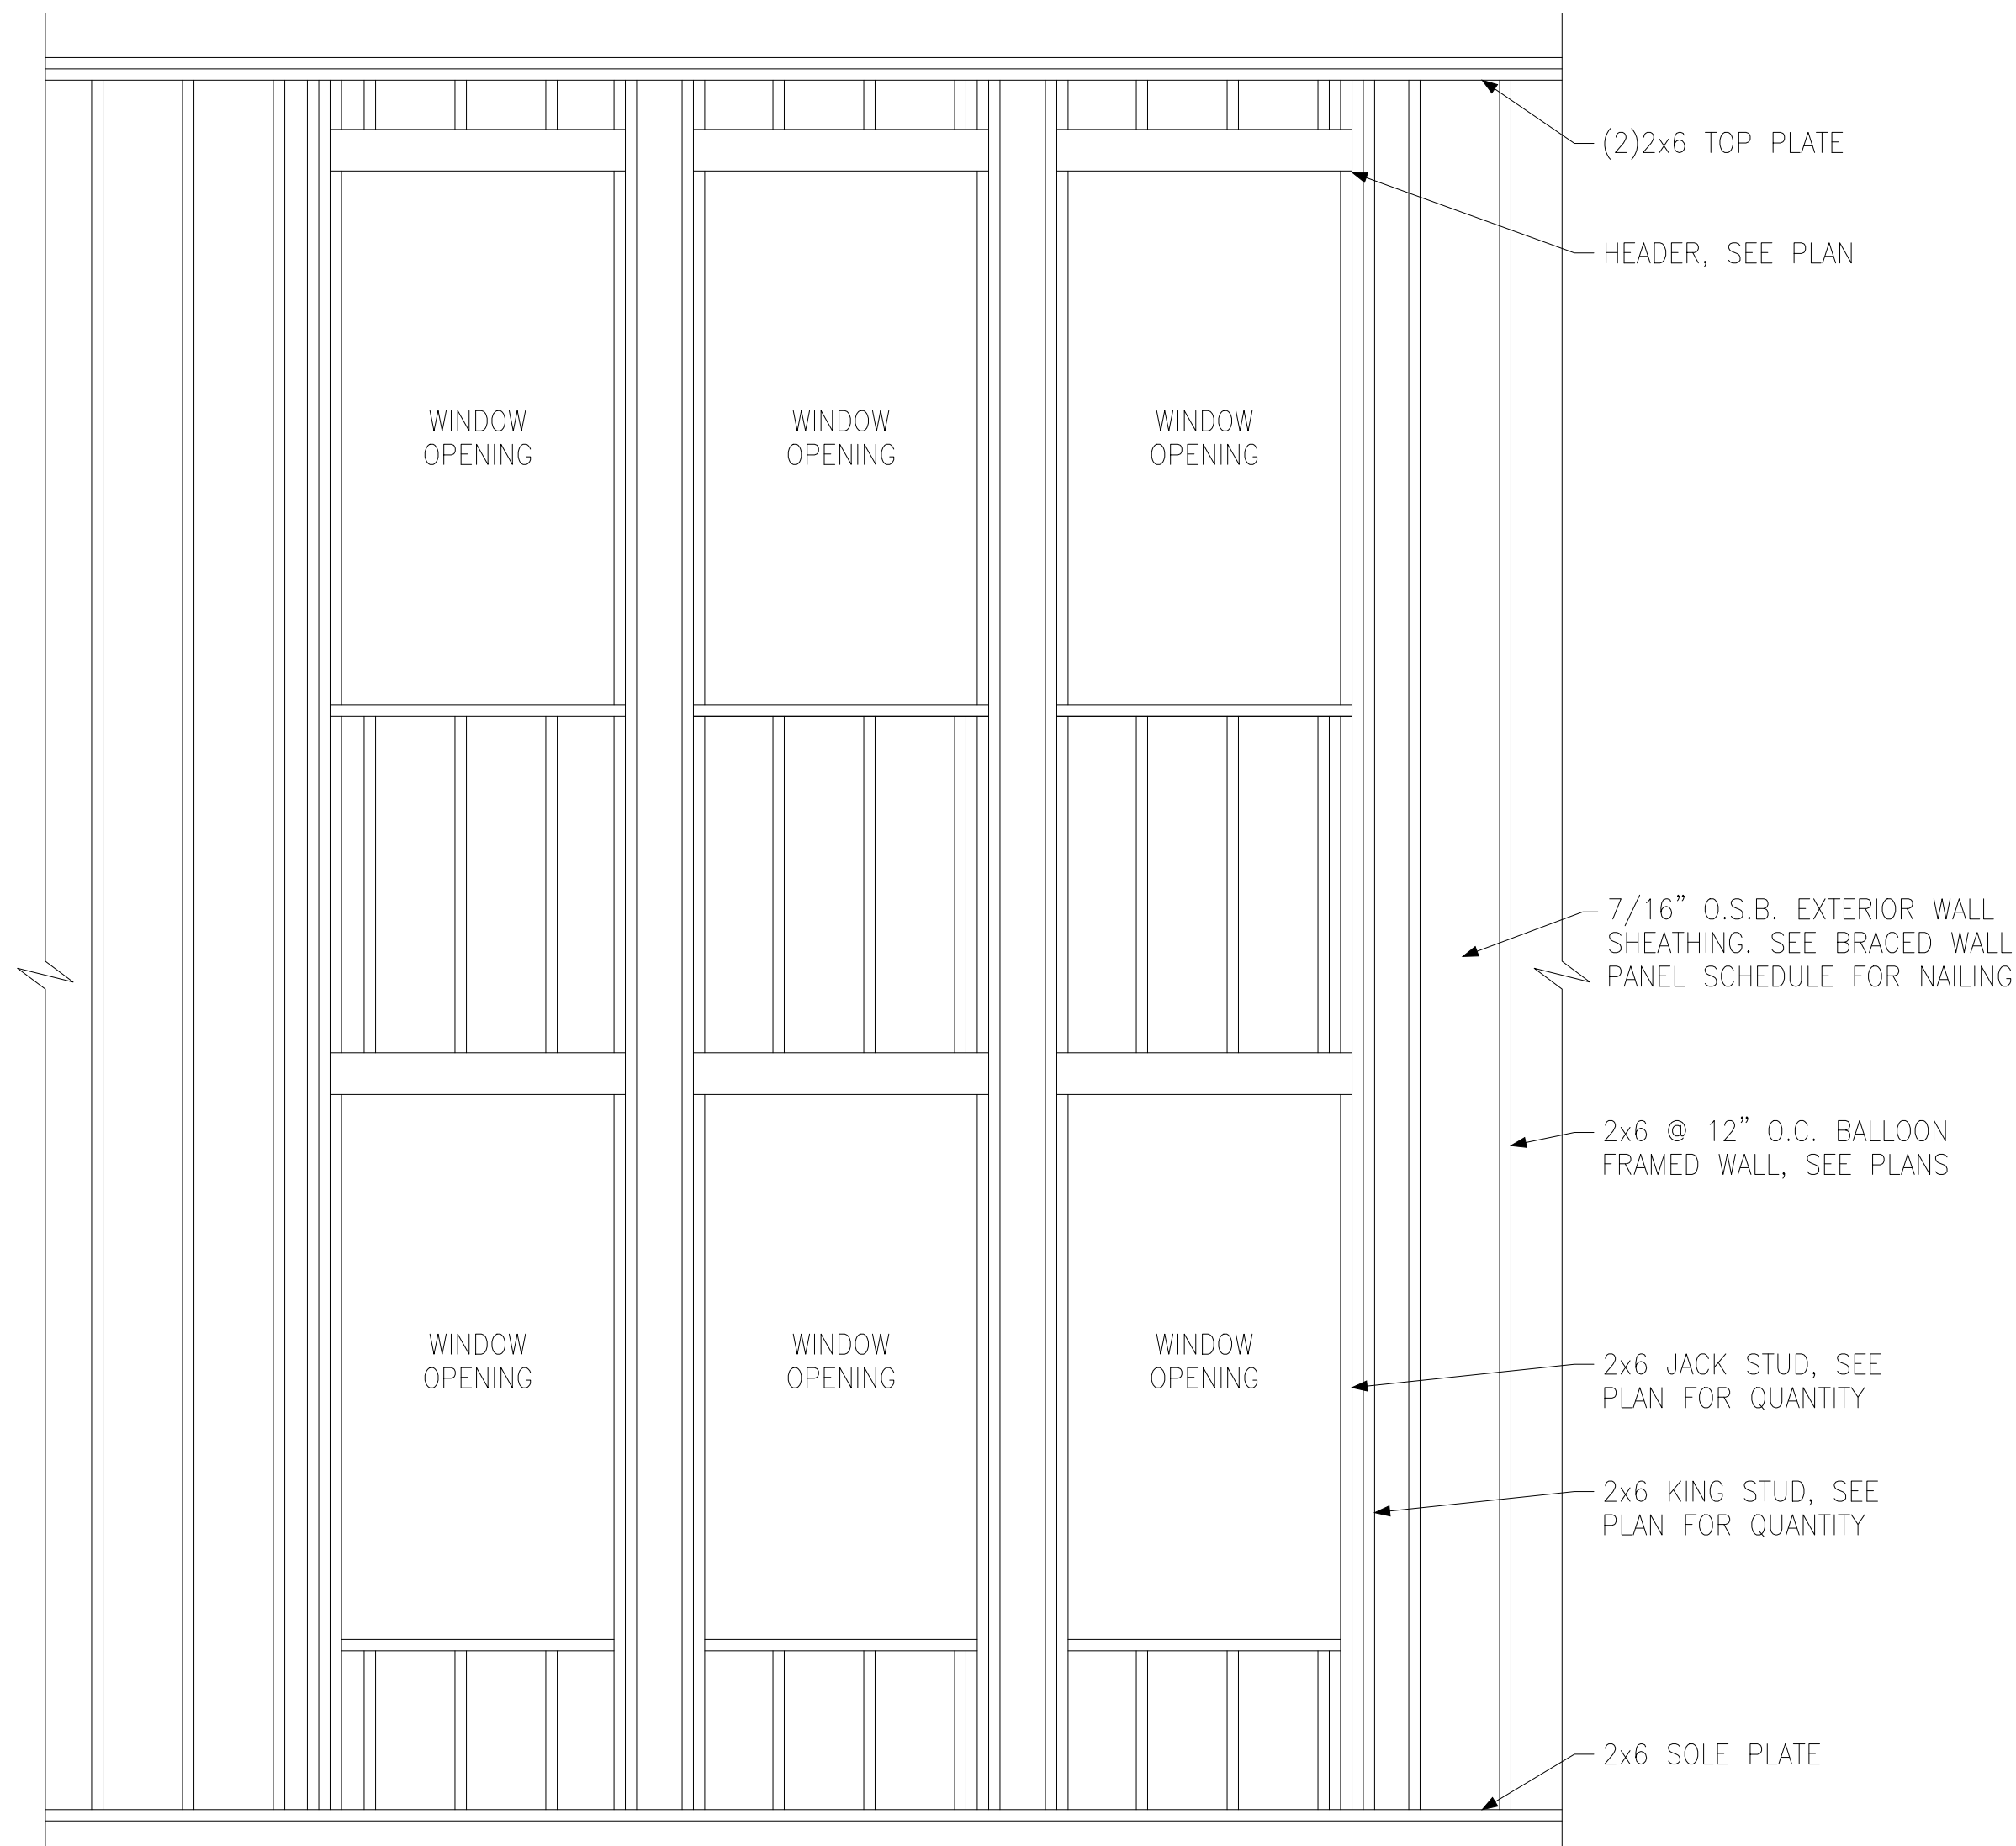 (2)2x6 TOP PLATE
HEADER, SEE PLAN
WINDOW
OPENING
WINDOW
OPENING
WINDOW
OPENING
7/16” O.S.B. EXTERIOR WALL
SHEATHING. SEE BRACED WALL
PANEL SCHEDULE FOR NAILING
2x6 @ 12” O.C. BALLOON
FRAMED WALL, SEE PLANS
WINDOW
OPENING
WINDOW
OPENING
WINDOW
OPENING
2x6 JACK STUD, SEE
PLAN FOR QUANTITY
2x6 KING STUD, SEE
PLAN FOR QUANTITY
2x6 SOLE PLATE